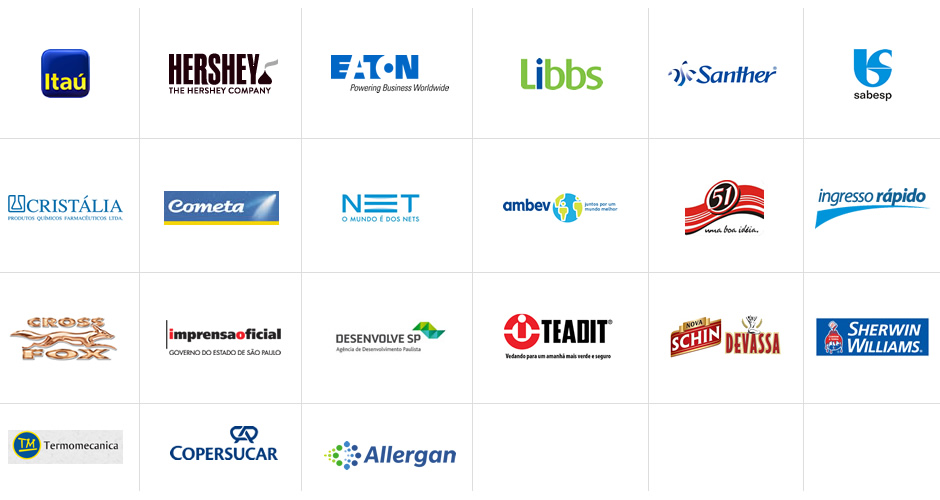 Itaú
HERSHEY
THE HERSHEY COMPANY
EATON
Powering Business Worldwide
Libbs
Santher®
sabesp
CRISTÁLIA
PRODUTOS QUÍMICOS FARMACÊUTICOS LTDA.
Cometa
NET
O MUNDO É DOS NETS
ambev
juntos por um
mundo melhor
51
uma boa idéia.
ingresso rápido
CROSS
FOX
imprensaoficial
GOVERNO DO ESTADO DE SÃO PAULO
DESENVOLVE SP
Agência de Desenvolvimento Paulista
TEADIT®
Vedando para um amanhã mais verde e seguro
NOVA
SCHIN
DEVASSA
SHERWIN
WILLIAMS.
TM
Termomecanica
COPERSUCAR
Allergan